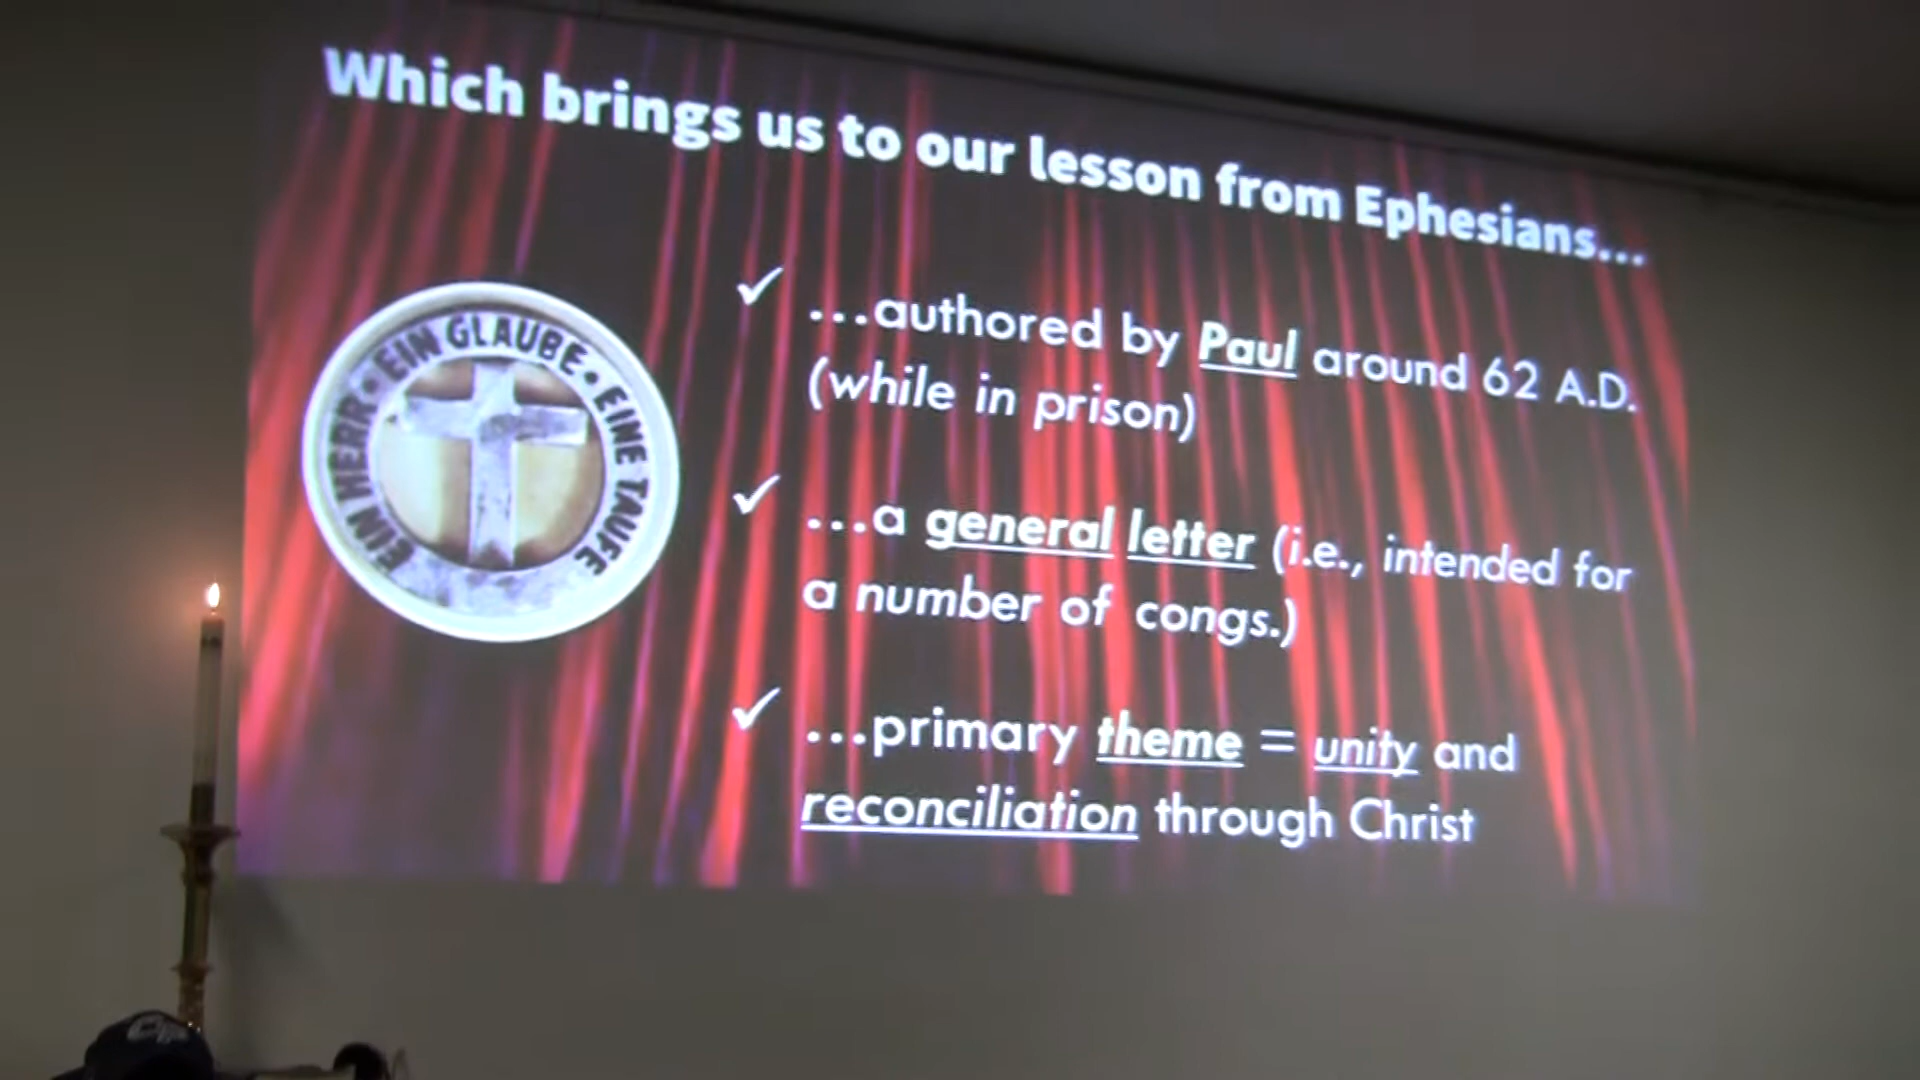 Which brings us to our lesson from Ephesians...
EIN HERR • EIN GLAUBE • EINE TAUFE
✓ ...authored by Paul around 62 A.D.
(while in prison)
✓ ...a general letter (i.e., intended for
a number of congs.)
✓ ...primary theme = unity and
reconciliation through Christ